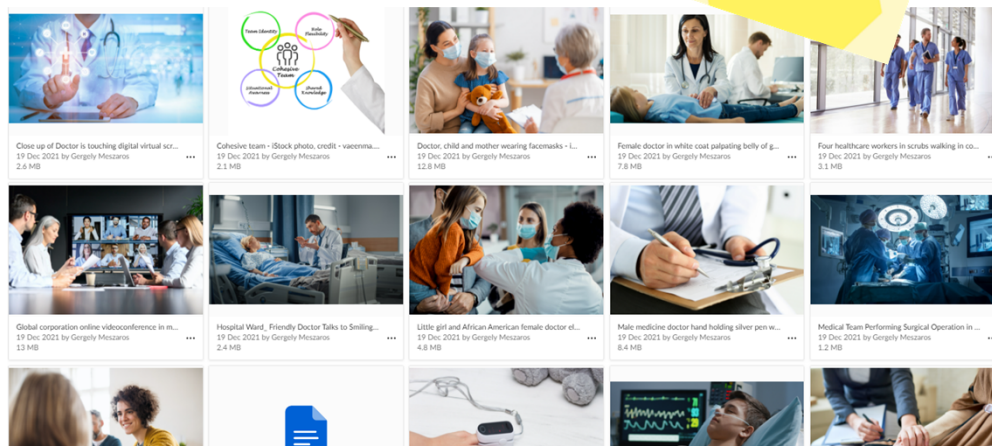 Team Identity
Role Flexibility
Cohesive Team
Situational Awareness
Shared Knowledge
Close up of Doctor is touching digital virtual scr...
19 Dec 2021 by Gergely Meszaros
2.6 MB
Cohesive team - iStock photo, credit - vaeenma....
19 Dec 2021 by Gergely Meszaros
2.1 MB
Doctor, child and mother wearing facemasks - i...
19 Dec 2021 by Gergely Meszaros
12.8 MB
Female doctor in white coat palpating belly of g...
19 Dec 2021 by Gergely Meszaros
7.8 MB
Four healthcare workers in scrubs walking in co...
19 Dec 2021 by Gergely Meszaros
3.1 MB
Global corporation online videoconference in m...
19 Dec 2021 by Gergely Meszaros
13 MB
Hospital Ward_ Friendly Doctor Talks to Smiling...
19 Dec 2021 by Gergely Meszaros
2.4 MB
Little girl and African American female doctor el...
19 Dec 2021 by Gergely Meszaros
4.8 MB
Male medicine doctor hand holding silver pen w...
19 Dec 2021 by Gergely Meszaros
8.4 MB
Medical Team Performing Surgical Operation in ...
19 Dec 2021 by Gergely Meszaros
1.2 MB